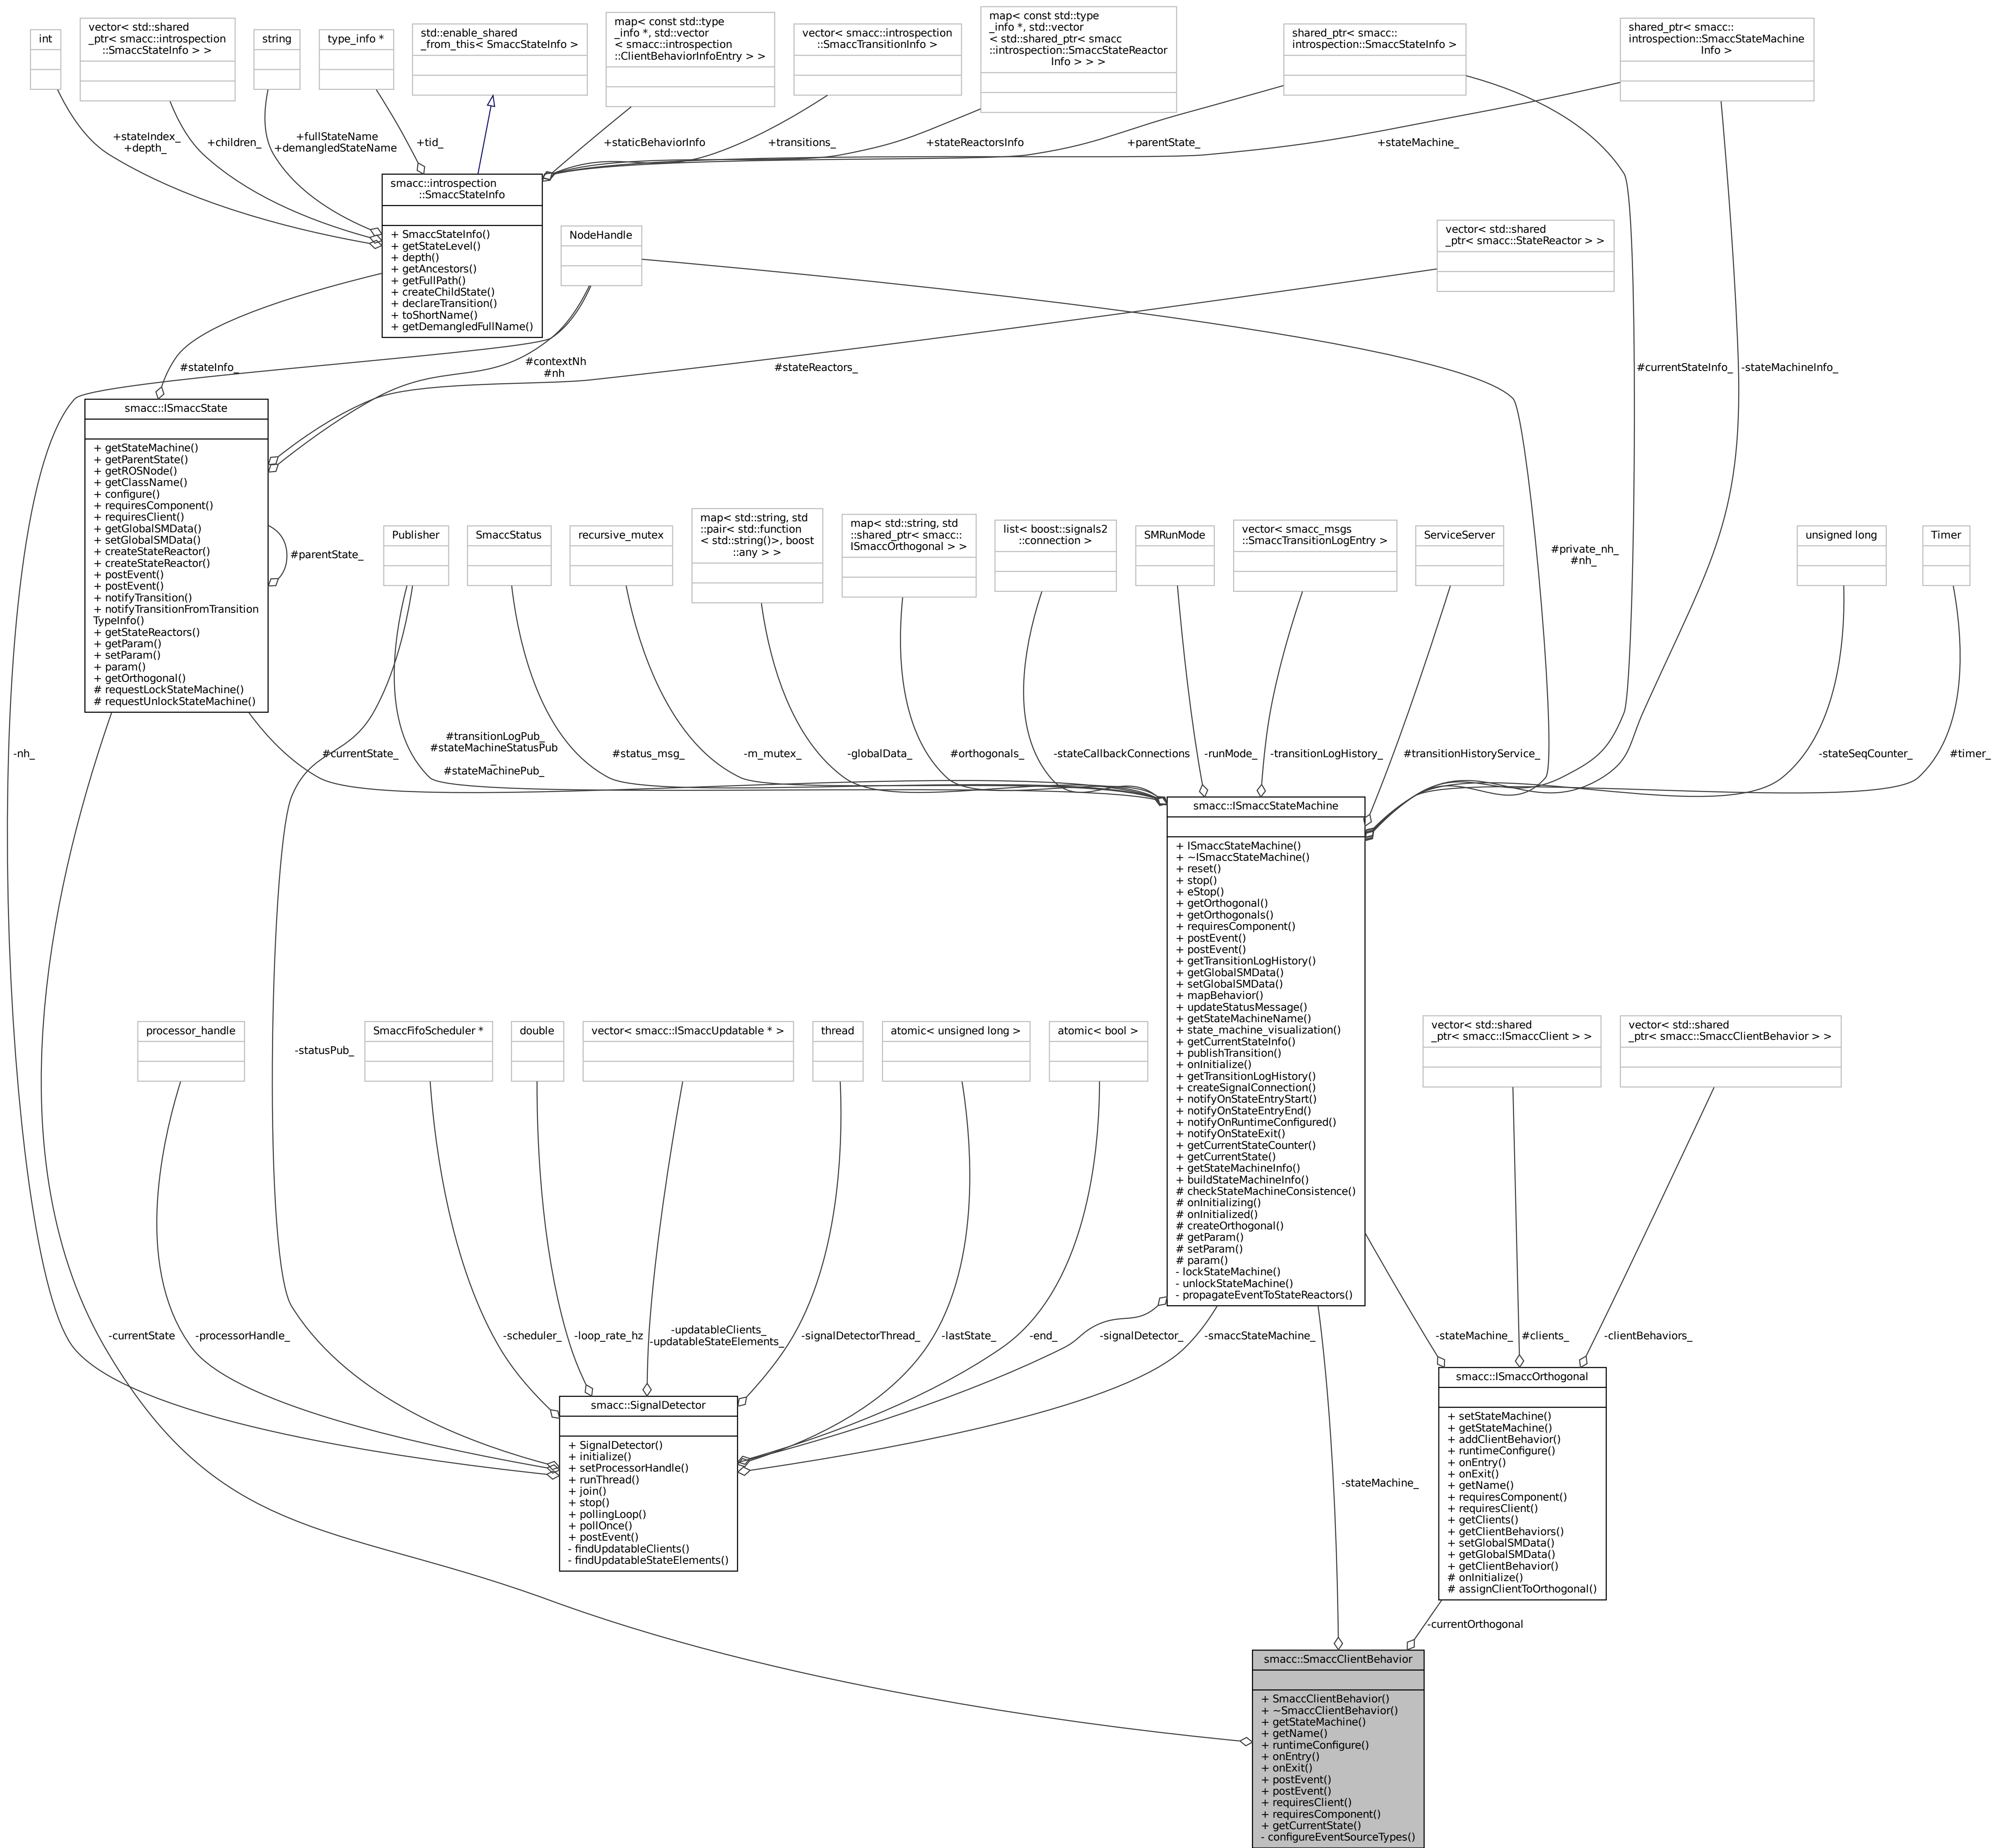 int
vector< std::shared
_ptr< smacc::introspection
::SmaccStateInfo > >
string
type_info *
std::enable_shared
_from_this< SmaccStateInfo >
map< const std::type
_info *, std::vector
< smacc::introspection
::ClientBehaviorInfoEntry > >
vector< smacc::introspection
::SmaccTransitionInfo >
map< const std::type
_info *, std::vector
< std::shared_ptr< smacc
::introspection::SmaccStateReactor
Info > > >
shared_ptr< smacc::
introspection::SmaccStateInfo >
shared_ptr< smacc::
introspection::SmaccStateMachine
Info >
+stateIndex_
+depth_
+children_
+fullStateName
+demangledStateName
+tid_
+staticBehaviorInfo
+transitions_
+stateReactorsInfo
+parentState_
+stateMachine_
smacc::introspection
::SmaccStateInfo
+ SmaccStateInfo()
+ getStateLevel()
+ depth()
+ getAncestors()
+ getFullPath()
+ createChildState()
+ declareTransition()
+ toShortName()
+ getDemangledFullName()
NodeHandle
vector< std::shared
_ptr< smacc::StateReactor > >
#stateInfo_
#contextNh
#nh
#stateReactors_
#currentStateInfo_
-stateMachineInfo_
smacc::ISmaccState
+ getStateMachine()
+ getParentState()
+ getROSNode()
+ getClassName()
+ configure()
+ requiresComponent()
+ requiresClient()
+ getGlobalSMData()
+ setGlobalSMData()
+ createStateReactor()
+ createStateReactor()
+ postEvent()
+ postEvent()
+ notifyTransition()
+ notifyTransitionFromTransition
TypeInfo()
+ getStateReactors()
+ getParam()
+ setParam()
+ param()
+ getOrthogonal()
# requestLockStateMachine()
# requestUnlockStateMachine()
#parentState_
Publisher
SmaccStatus
recursive_mutex
map< std::string, std
::pair< std::function
< std::string()>, boost
::any > >
map< std::string, std
::shared_ptr< smacc::
ISmaccOrthogonal > >
list< boost::signals2
::connection >
SMRunMode
vector< smacc_msgs
::SmaccTransitionLogEntry >
ServiceServer
#private_nh_
#nh_
unsigned long
Timer
-nh_
#currentState_
#transitionLogPub_
#stateMachineStatusPub
_
#stateMachinePub_
#status_msg_
-m_mutex_
-globalData_
#orthogonals_
-stateCallbackConnections
-runMode_
-transitionLogHistory_
#transitionHistoryService_
-stateSeqCounter_
#timer_
smacc::ISmaccStateMachine
+ ISmaccStateMachine()
+ ~ISmaccStateMachine()
+ reset()
+ stop()
+ eStop()
+ getOrthogonal()
+ getOrthogonals()
+ requiresComponent()
+ postEvent()
+ postEvent()
+ getTransitionLogHistory()
+ getGlobalSMData()
+ setGlobalSMData()
+ mapBehavior()
+ updateStatusMessage()
+ getStateMachineName()
+ state_machine_visualization()
+ getCurrentStateInfo()
+ publishTransition()
+ onInitialize()
+ getTransitionLogHistory()
+ createSignalConnection()
+ notifyOnStateEntryStart()
+ notifyOnStateEntryEnd()
+ notifyOnRuntimeConfigured()
+ notifyOnStateExit()
+ getCurrentStateCounter()
+ getCurrentState()
+ getStateMachineInfo()
+ buildStateMachineInfo()
# checkStateMachineConsistence()
# onInitializing()
# onInitialized()
# createOrthogonal()
# getParam()
# setParam()
# param()
- lockStateMachine()
- unlockStateMachine()
- propagateEventToStateReactors()
processor_handle
-statusPub_
SmaccFifoScheduler *
double
vector< smacc::ISmaccUpdatable * >
thread
atomic< unsigned long >
atomic< bool >
vector< std::shared
_ptr< smacc::ISmaccClient > >
vector< std::shared
_ptr< smacc::SmaccClientBehavior > >
-currentState
-processorHandle_
-scheduler_
-loop_rate_hz
-updatableClients_
-updatableStateElements_
-signalDetectorThread_
-lastState_
-end_
-signalDetector_
-smaccStateMachine_
-stateMachine_
#clients_
-clientBehaviors_
smacc::SignalDetector
+ SignalDetector()
+ initialize()
+ setProcessorHandle()
+ runThread()
+ join()
+ stop()
+ pollingLoop()
+ pollOnce()
+ postEvent()
- findUpdatableClients()
- findUpdatableStateElements()
-stateMachine_
smacc::ISmaccOrthogonal
+ setStateMachine()
+ getStateMachine()
+ addClientBehavior()
+ runtimeConfigure()
+ onEntry()
+ onExit()
+ getName()
+ requiresComponent()
+ requiresClient()
+ getClients()
+ getClientBehaviors()
+ setGlobalSMData()
+ getGlobalSMData()
+ getClientBehavior()
# onInitialize()
# assignClientToOrthogonal()
-currentOrthogonal
smacc::SmaccClientBehavior
+ SmaccClientBehavior()
+ ~SmaccClientBehavior()
+ getStateMachine()
+ getName()
+ runtimeConfigure()
+ onEntry()
+ onExit()
+ postEvent()
+ postEvent()
+ requiresClient()
+ requiresComponent()
+ getCurrentState()
- configureEventSourceTypes()